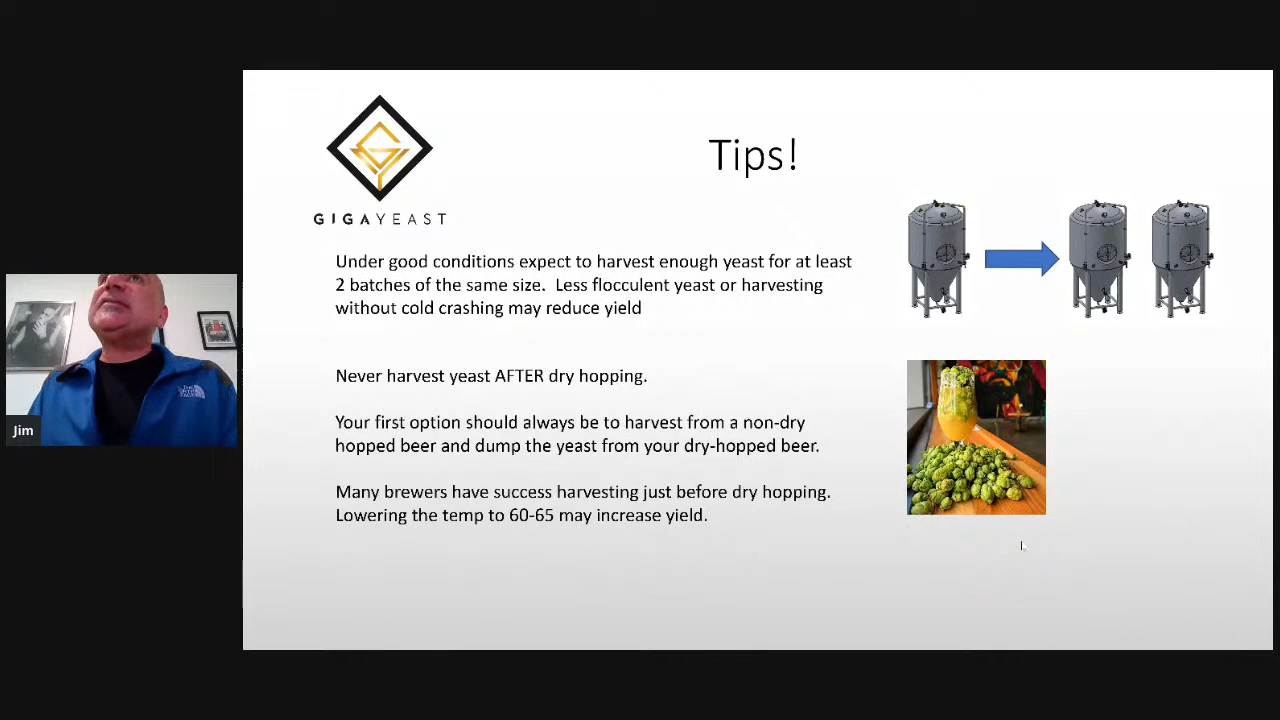 GIGAYEAST
Tips!
Under good conditions expect to harvest enough yeast for at least
2 batches of the same size.  Less flocculent yeast or harvesting
without cold crashing may reduce yield
Never harvest yeast AFTER dry hopping.
Your first option should always be to harvest from a non-dry
hopped beer and dump the yeast from your dry-hopped beer.
Many brewers have success harvesting just before dry hopping.
Lowering the temp to 60-65 may increase yield.
THE
NORTH
FACE
Jim